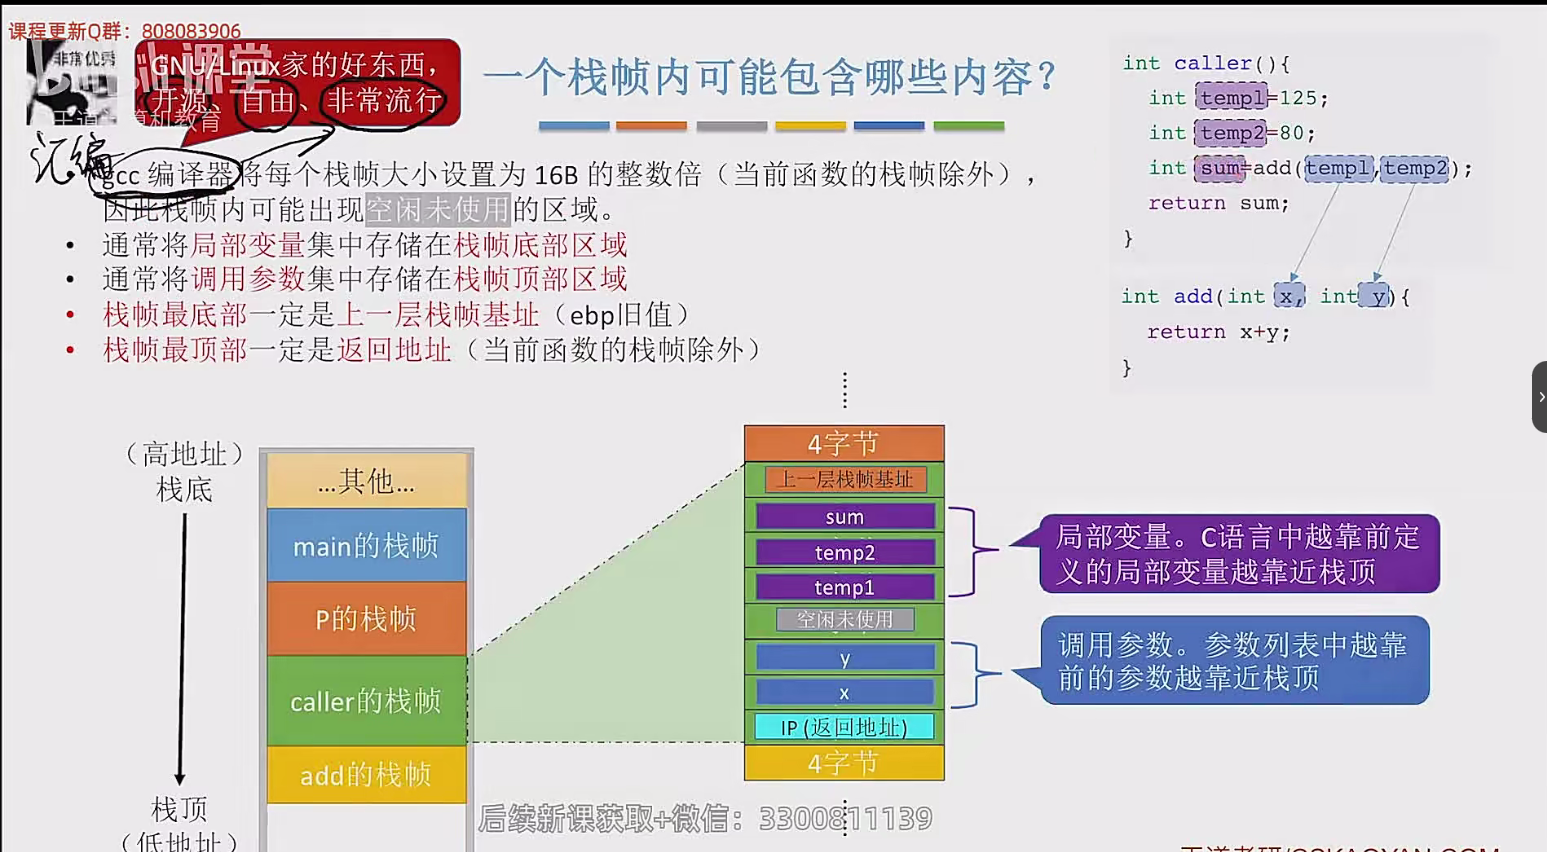 课程更新Q群：808083906
非常优秀
课堂
GNU/Linux家的好东西，
开源、自由、非常流行
王道计算机教育
一个栈帧内可能包含哪些内容？
汇编
gcc 编译器将每个栈帧大小设置为 16B 的整数倍（当前函数的栈帧除外），
因此栈帧内可能出现空闲未使用的区域。
• 通常将局部变量集中存储在栈帧底部区域
• 通常将调用参数集中存储在栈帧顶部区域
• 栈帧最底部一定是上一层栈帧基址（ebp旧值）
• 栈帧最顶部一定是返回地址（当前函数的栈帧除外）
int caller(){
int temp1=125;
int temp2=80;
int sum=add(temp1,temp2);
return sum;
}
int add(int x, int y){
return x+y;
}
（高地址）
栈底
栈顶
（低地址）
...其他...
main的栈帧
P的栈帧
caller的栈帧
add的栈帧
4字节
上一层栈帧基址
sum
temp2
temp1
空闲未使用
y
x
IP (返回地址)
4字节
局部变量。C语言中越靠前定
义的局部变量越靠近栈顶
调用参数。参数列表中越靠
前的参数越靠近栈顶
后续新课获取+微信：3300811139